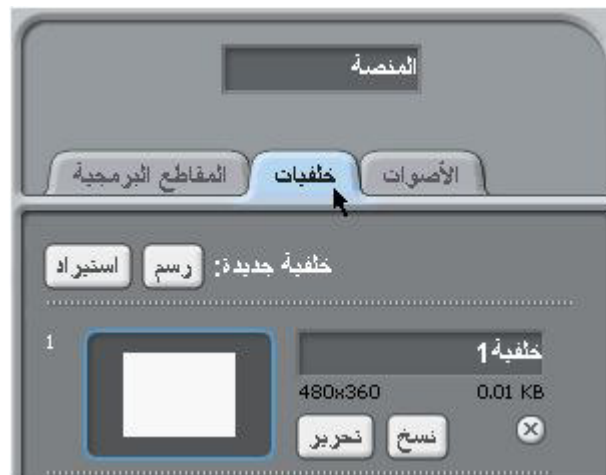 المنصة
المقاطع البرمجية خلفيات الأصوات
خلفية جديدة: رسم استيراد
1
خلفية1
480x360 0.01 KB
تحرير نسخ